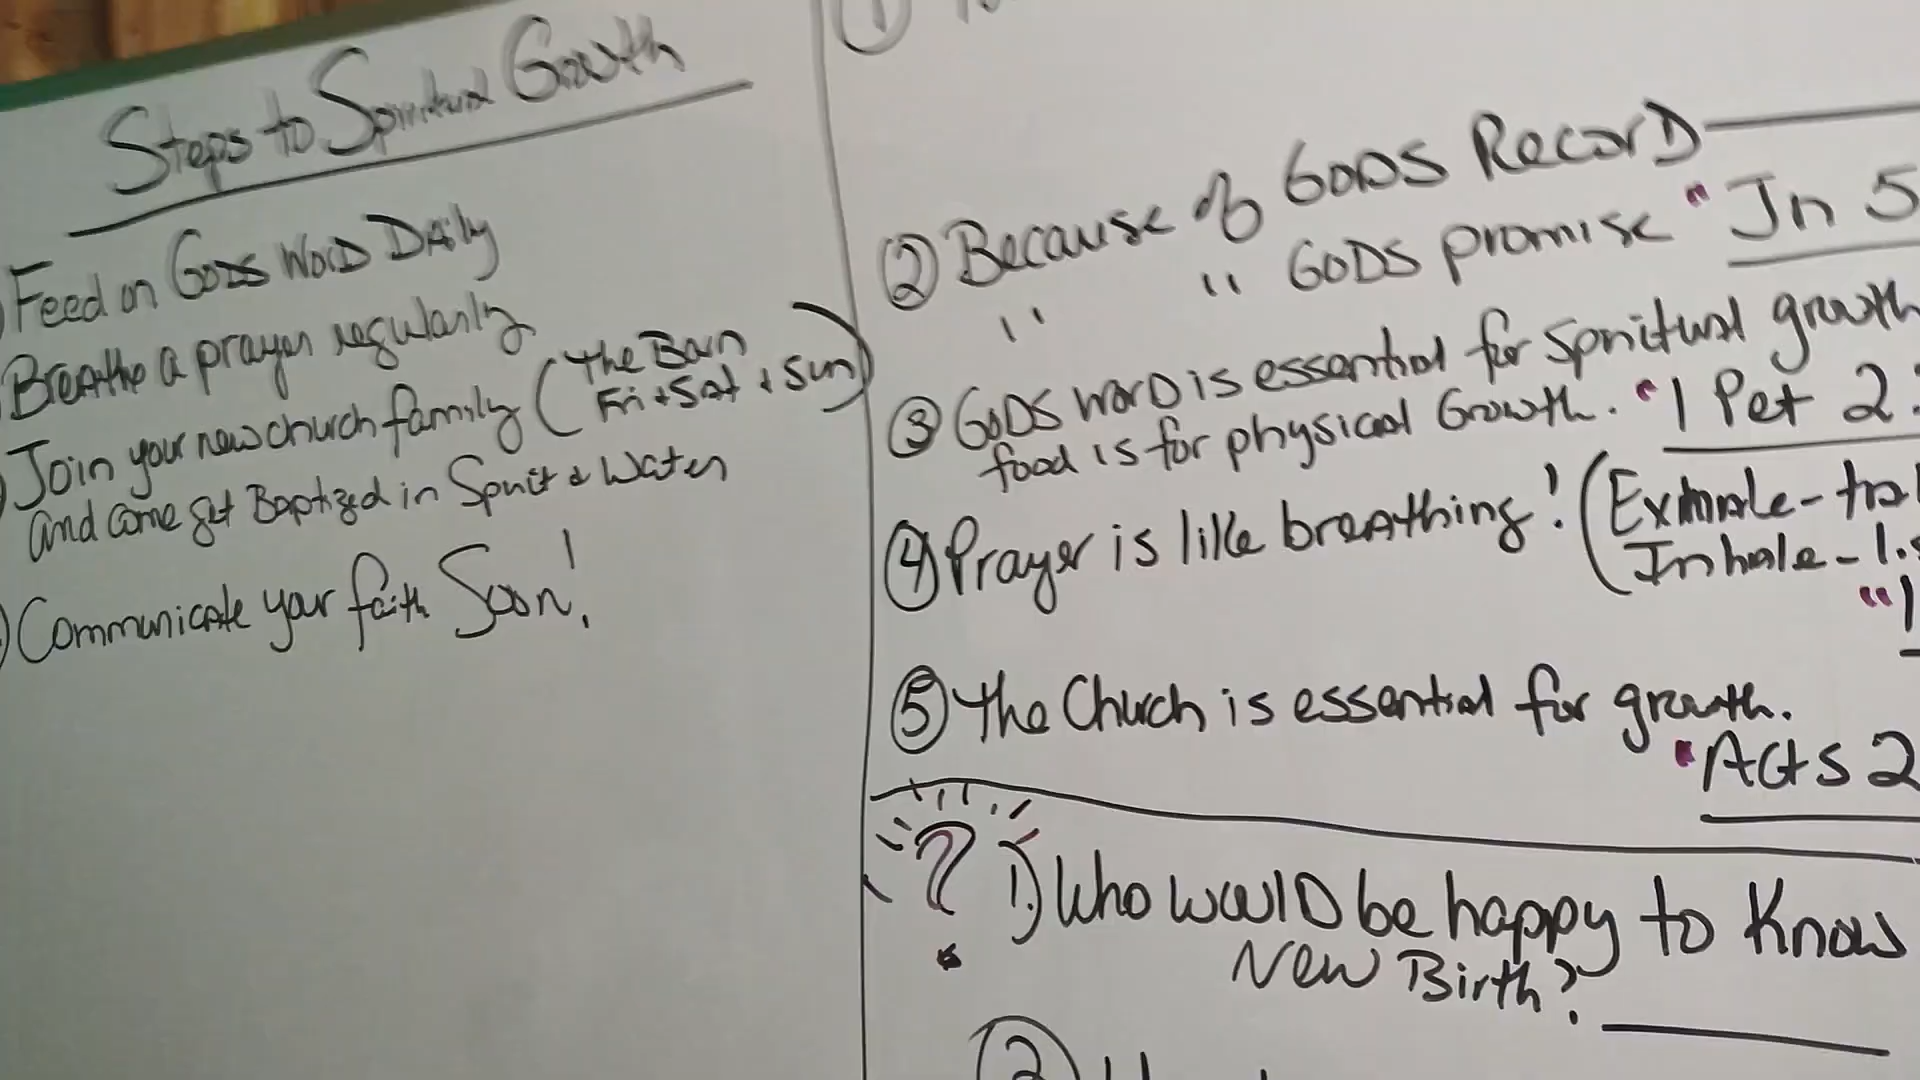 Steps to Spiritual Growth
Feed on GODS WORD DAily
Breathe a prayer regularly
Join your new church family (The Barn
Fri + Sat + Sun)
and come get Baptized in Spirit & Water
Communicate your faith Soon!
1
2 Because of GODS RecorD
" " GODS promise "Jn 5
3 GODS worD is essential for spiritual growth
food is for physical Growth. "1 Pet 2:
4 Prayer is like breathing! (Exhale-
Inhale-
"1
5 The Church is essential for growth.
"Acts 2
? 1.) Who woulD be happy to Know
New Birth?
2